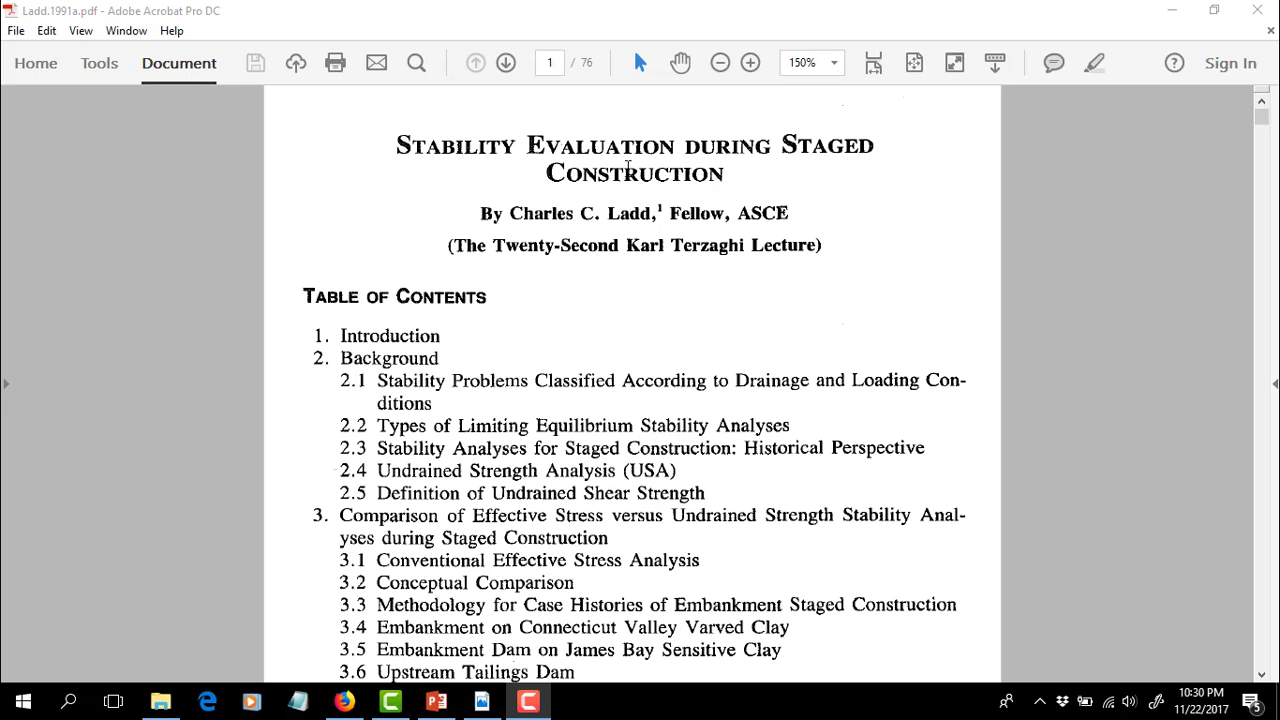 Ladd.1991a.pdf - Adobe Acrobat Pro DC
File Edit View Window Help
Home Tools Document 1 / 76 150% Sign In
STABILITY EVALUATION DURING STAGED
CONSTRUCTION
By Charles C. Ladd,¹ Fellow, ASCE
(The Twenty-Second Karl Terzaghi Lecture)
TABLE OF CONTENTS
1. Introduction
2. Background
2.1 Stability Problems Classified According to Drainage and Loading Con-
ditions
2.2 Types of Limiting Equilibrium Stability Analyses
2.3 Stability Analyses for Staged Construction: Historical Perspective
2.4 Undrained Strength Analysis (USA)
2.5 Definition of Undrained Shear Strength
3. Comparison of Effective Stress versus Undrained Strength Stability Anal-
yses during Staged Construction
3.1 Conventional Effective Stress Analysis
3.2 Conceptual Comparison
3.3 Methodology for Case Histories of Embankment Staged Construction
3.4 Embankment on Connecticut Valley Varved Clay
3.5 Embankment Dam on James Bay Sensitive Clay
3.6 Upstream Tailings Dam
10:30 PM
11/22/2017
5